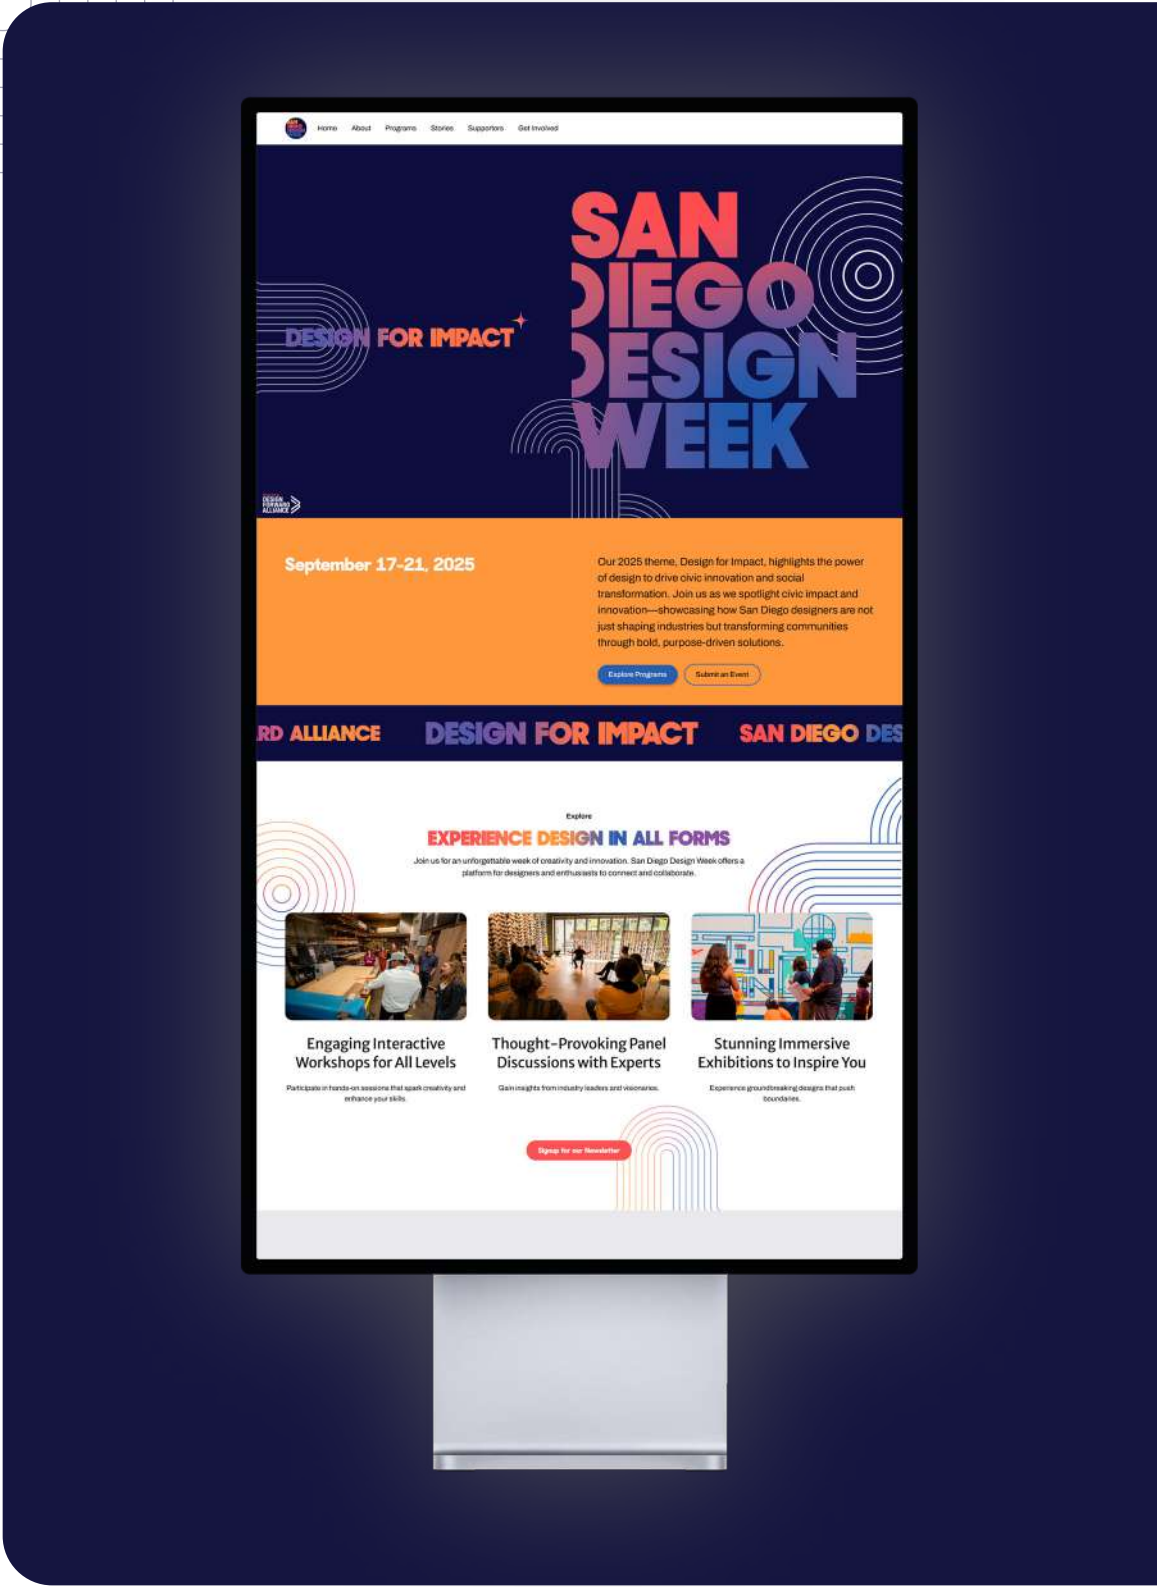 Home About Programs Stories Supporters Get Involved
SAN
DIEGO
DESIGN
WEEK
DESIGN FOR IMPACT
DESIGN
FORWARD
ALLIANCE
September 17-21, 2025
Our 2025 theme, Design for Impact, highlights the power
of design to drive civic innovation and social
transformation. Join us as we spotlight civic impact and
innovation—showcasing how San Diego designers are not
just shaping industries but transforming communities
through bold, purpose-driven solutions.
Explore Programs Submit an Event
RD ALLIANCE DESIGN FOR IMPACT SAN DIEGO DES
Explore
EXPERIENCE DESIGN IN ALL FORMS
Join us for an unforgettable week of creativity and innovation. San Diego Design Week offers a
platform for designers and enthusiasts to connect and collaborate.
Engaging Interactive
Workshops for All Levels
Participate in hands-on sessions that spark creativity and
enhance your skills.
Thought-Provoking Panel
Discussions with Experts
Gain insights from industry leaders and visionaries.
Stunning Immersive
Exhibitions to Inspire You
Experience groundbreaking designs that push
boundaries.
Signup for our Newsletter